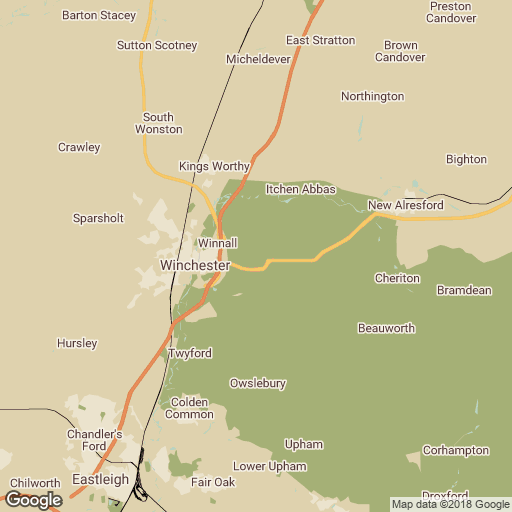 Preston
Candover
Barton Stacey
Sutton Scotney
East Stratton
Brown
Candover
Micheldever
Northington
South
Wonston
Crawley
Bighton
Kings Worthy
Itchen Abbas
New Alresford
Sparsholt
Winnall
Winchester
Cheriton
Bramdean
Beauworth
Hursley
Twyford
Owslebury
Colden
Common
Chandler's
Ford
Upham
Corhampton
Lower Upham
Eastleigh
Chilworth
Fair Oak
Droxford
Google
Map data ©2018 Google